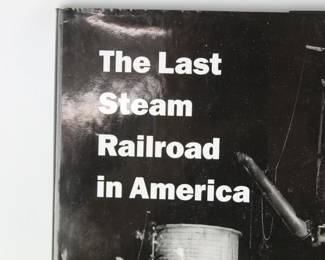 The Last
Steam
Railroad
in America